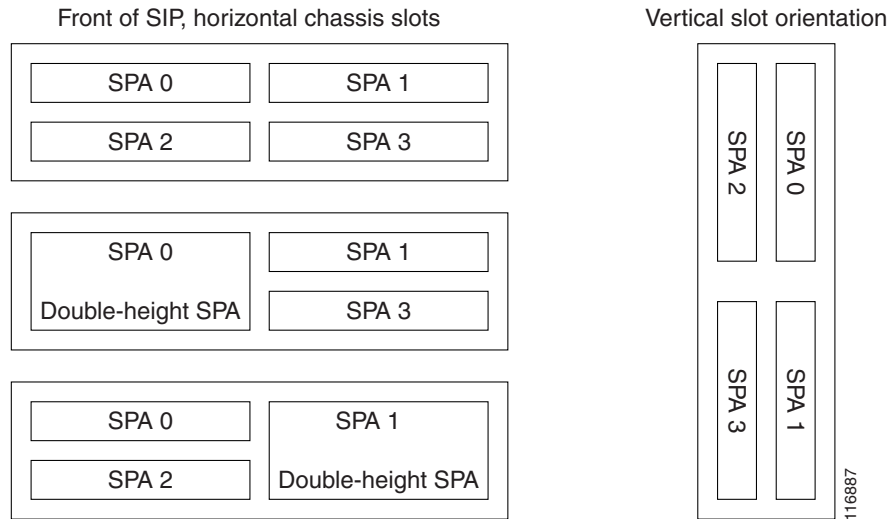 Front of SIP, horizontal chassis slots
SPA 0
SPA 1
SPA 2
SPA 3
SPA 0
Double-height SPA
SPA 1
SPA 3
SPA 0
SPA 2
SPA 1
Double-height SPA
Vertical slot orientation
SPA 2
SPA 0
SPA 3
SPA 1
116887